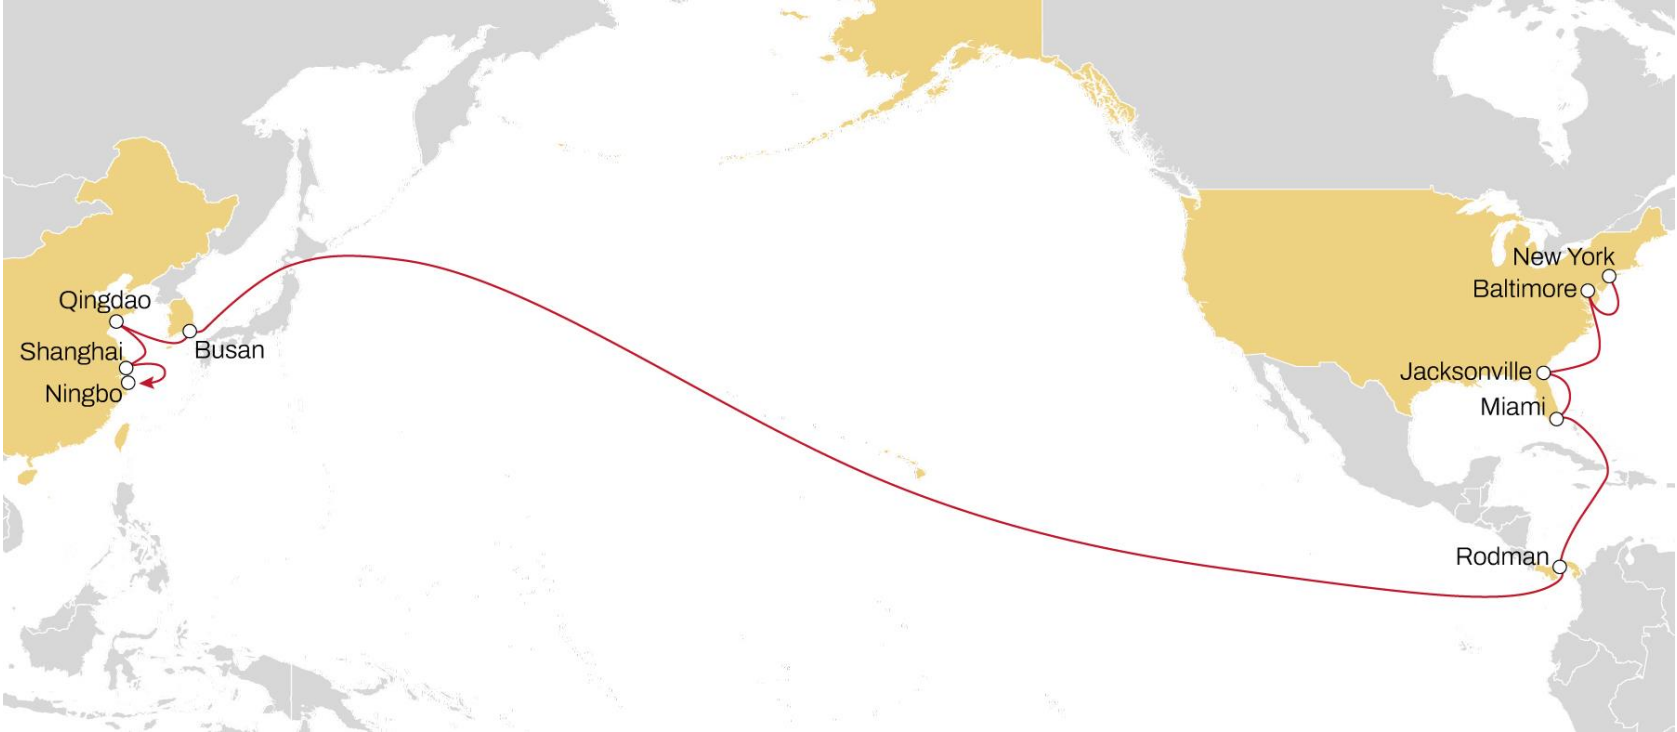 New York
Baltimore
Qingdao
Shanghai
Busan
Ningbo
Jacksonville
Miami
Rodman